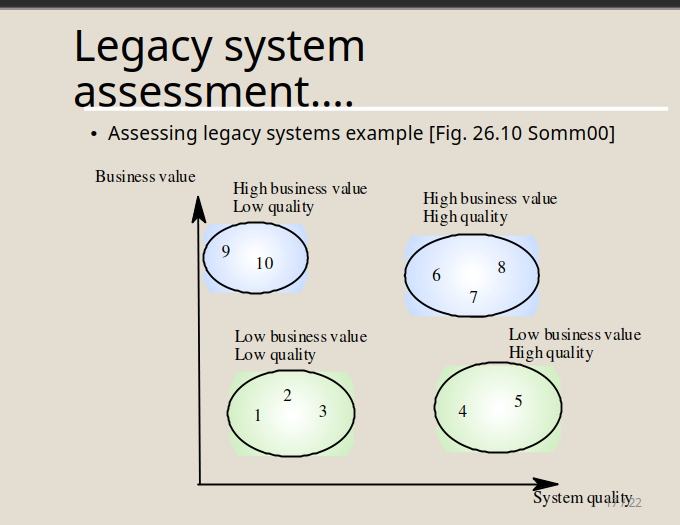 Legacy system
assessment....
• Assessing legacy systems example [Fig. 26.10 Somm00]
Business value
High business value
Low quality
High business value
High quality
9
10
6
8
7
Low business value
Low quality
Low business value
High quality
1
2
3
4
5
System quality
22